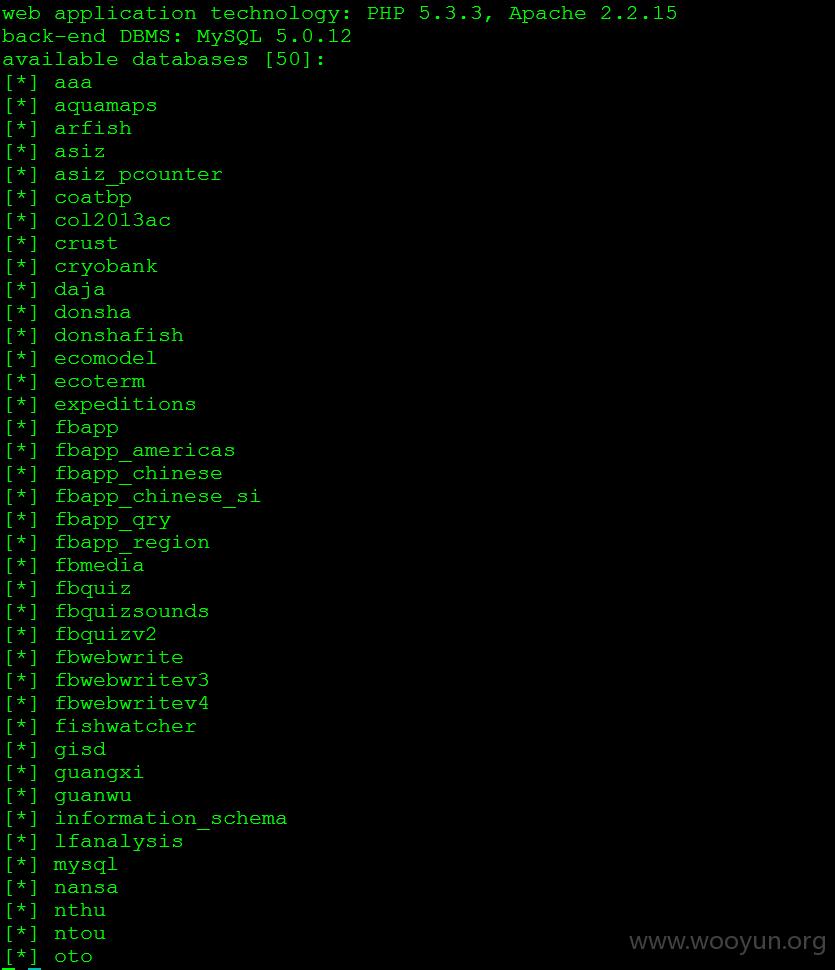 web application technology: PHP 5.3.3, Apache 2.2.15
back-end DBMS: MySQL 5.0.12
available databases [50]:
[*] aaa
[*] aquamaps
[*] arfish
[*] asiz
[*] asiz_pcounter
[*] coatbp
[*] col2013ac
[*] crust
[*] cryobank
[*] daja
[*] donsha
[*] donshafish
[*] ecomodel
[*] ecoterm
[*] expeditions
[*] fbapp
[*] fbapp_americas
[*] fbapp_chinese
[*] fbapp_chinese_si
[*] fbapp_qry
[*] fbapp_region
[*] fbmedia
[*] fbquiz
[*] fbquizsounds
[*] fbquizv2
[*] fbwebwrite
[*] fbwebwritev3
[*] fbwebwritev4
[*] fishwatcher
[*] gisd
[*] guangxi
[*] guanwu
[*] information_schema
[*] lfanalysis
[*] mysql
[*] nansa
[*] nthu
[*] ntou
[*] oto
www.wooyun.org